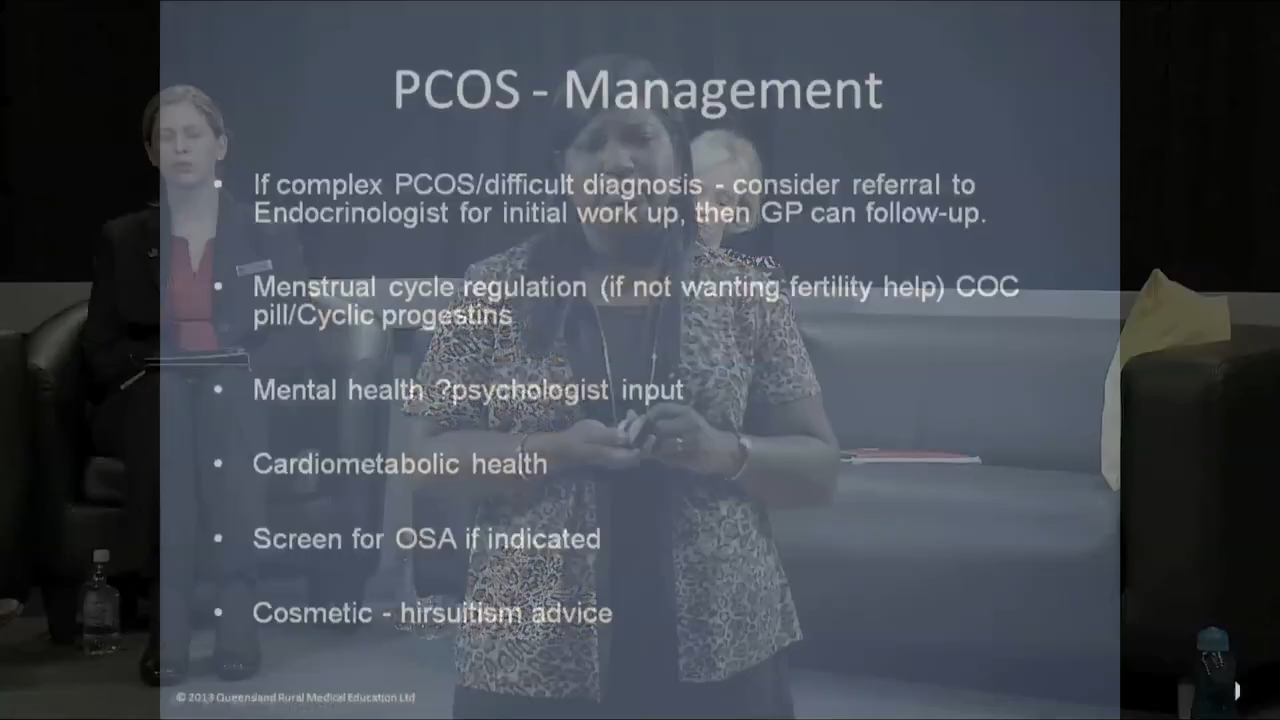 PCOS - Management
• If complex PCOS/difficult diagnosis - consider referral to
Endocrinologist for initial work up, then GP can follow-up.
• Menstrual cycle regulation (if not wanting fertility help) COC
pill/Cyclic progestins
• Mental health ?psychologist input
• Cardiometabolic health
• Screen for OSA if indicated
• Cosmetic - hirsuitism advice
© 2013 Queensland Rural Medical Education Ltd